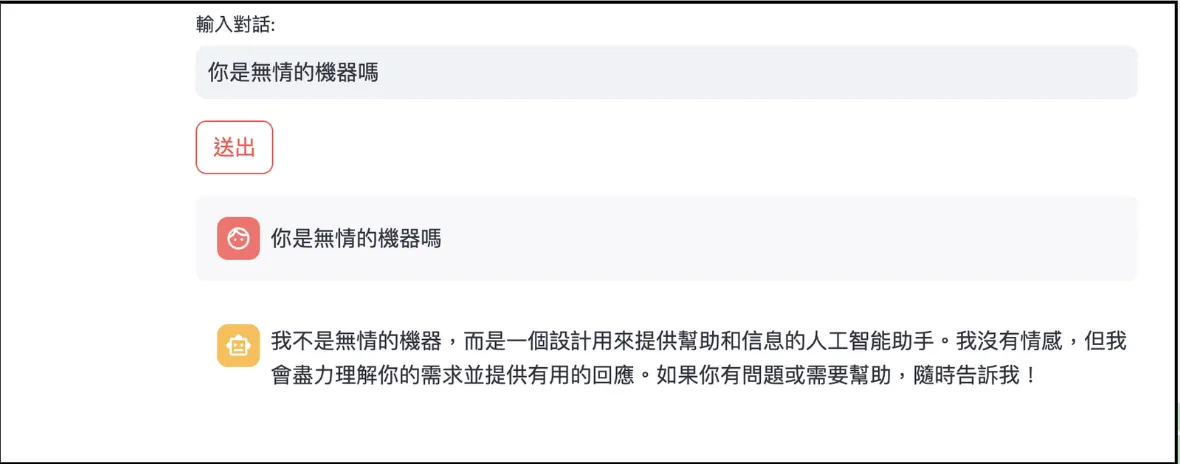 輸入對話:
你是無情的機器嗎
送出
你是無情的機器嗎
我不是無情的機器，而是一個設計用來提供幫助和信息的人工智能助手。我沒有情感，但我
會盡力理解你的需求並提供有用的回應。如果你有問題或需要幫助，隨時告訴我！